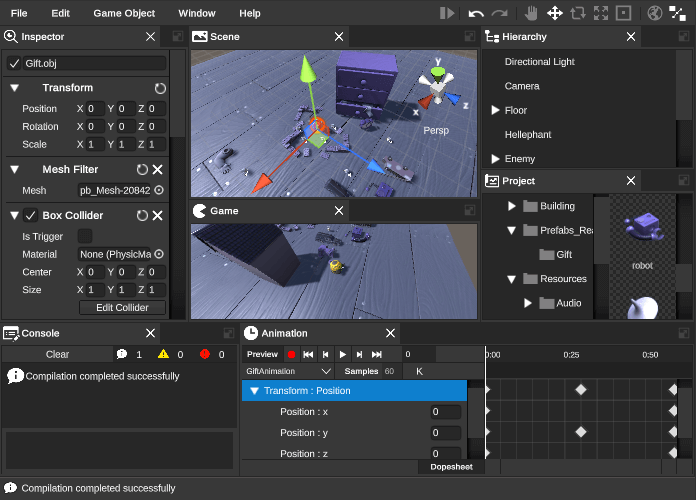 File Edit Game Object Window Help
Inspector
Gift.obj
Transform
Position X 0 Y 0 Z 0
Rotation X 0 Y 0 Z 0
Scale X 1 Y 1 Z 1
Mesh Filter
Mesh pb_Mesh-20842
Box Collider
Is Trigger
Material None (PhysicMa
Center X 0 Y 0 Z 0
Size X 1 Y 1 Z 1
Edit Collider
Scene
y
x z
Persp
Game
Hierarchy
Directional Light
Camera
Floor
Hellephant
Enemy
Project
Building
Prefabs_Rea
Gift
Resources
Audio
robot
Console
Clear 1 0 0
Compilation completed successfully
Animation
Preview 0
GiftAnimation Samples 60 K
0:00 0:25 0:50
Transform : Position
Position : x 0
Position : y 0
Position : z 0
Dopesheet
Compilation completed successfully